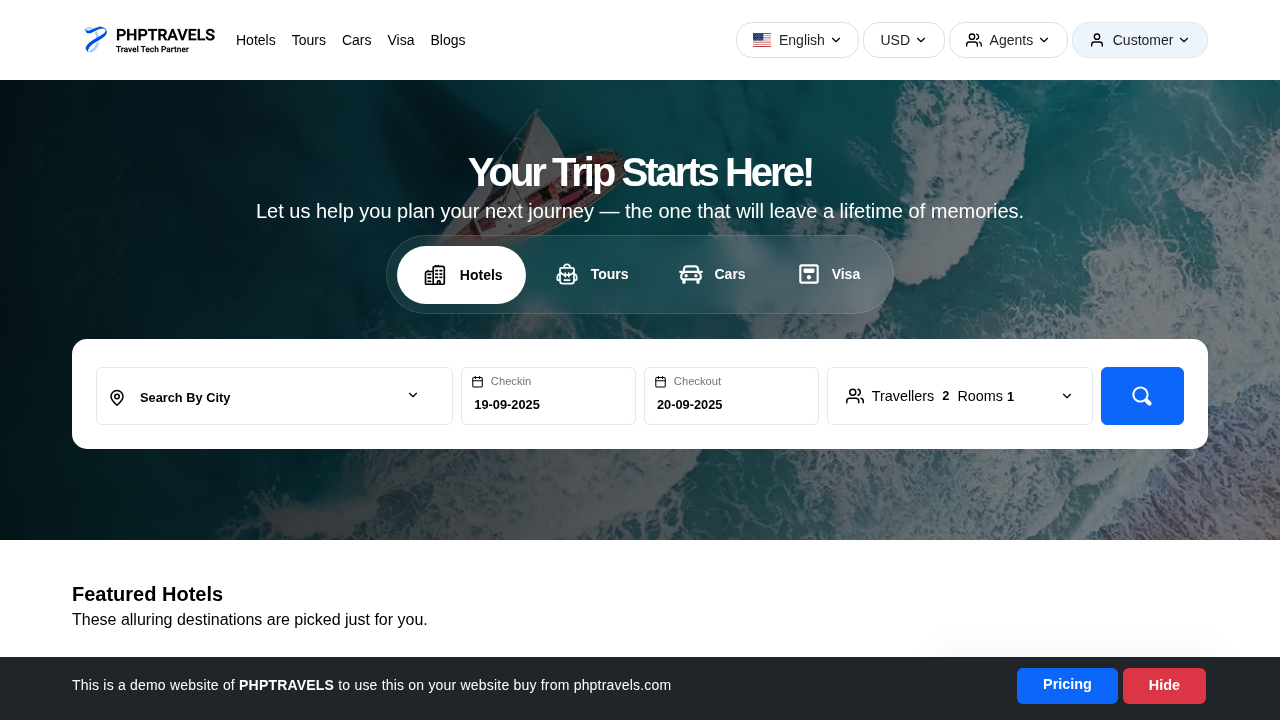 PHPTRAVELS
Travel Tech Partner
Hotels Tours Cars Visa Blogs
English USD Agents Customer
Your Trip Starts Here!
Let us help you plan your next journey — the one that will leave a lifetime of memories.
Hotels Tours Cars Visa
Search By City
Checkin
19-09-2025
Checkout
20-09-2025
Travellers 2 Rooms 1
Featured Hotels
These alluring destinations are picked just for you.
This is a demo website of PHPTRAVELS to use this on your website buy from phptravels.com
Pricing Hide